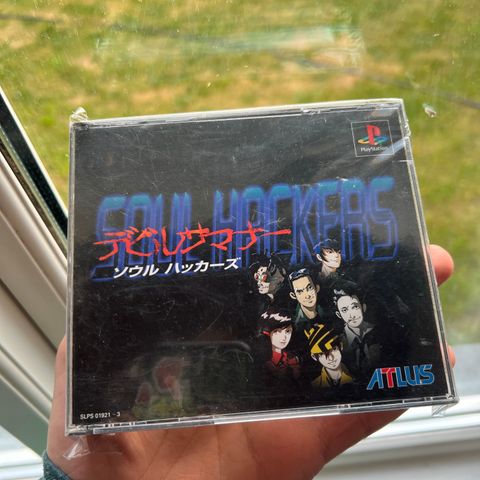 PlayStation
SOUL HACKERS
デビルサマナー
ソウル ハッカーズ
ATLUS
SLPS 01921〜3